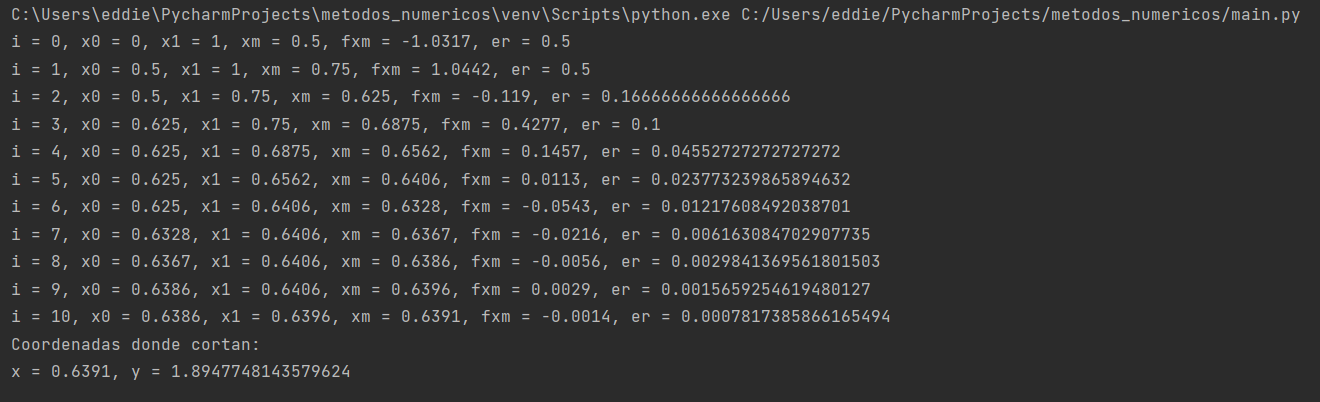 C:\Users\eddie\PycharmProjects\metodos_numericos\venv\Scripts\python.exe C:/Users/eddie/PycharmProjects/metodos_numericos/main.py
i = 0, x0 = 0, x1 = 1, xm = 0.5, fxm = -1.0317, er = 0.5
i = 1, x0 = 0.5, x1 = 1, xm = 0.75, fxm = 1.0442, er = 0.5
i = 2, x0 = 0.5, x1 = 0.75, xm = 0.625, fxm = -0.119, er = 0.16666666666666666
i = 3, x0 = 0.625, x1 = 0.75, xm = 0.6875, fxm = 0.4277, er = 0.1
i = 4, x0 = 0.625, x1 = 0.6875, xm = 0.6562, fxm = 0.1457, er = 0.04552727272727272
i = 5, x0 = 0.625, x1 = 0.6562, xm = 0.6406, fxm = 0.0113, er = 0.023773239865894632
i = 6, x0 = 0.625, x1 = 0.6406, xm = 0.6328, fxm = -0.0543, er = 0.01217608492038701
i = 7, x0 = 0.6328, x1 = 0.6406, xm = 0.6367, fxm = -0.0216, er = 0.006163084702907735
i = 8, x0 = 0.6367, x1 = 0.6406, xm = 0.6386, fxm = -0.0056, er = 0.0029841369561801503
i = 9, x0 = 0.6386, x1 = 0.6406, xm = 0.6396, fxm = 0.0029, er = 0.0015659254619480127
i = 10, x0 = 0.6386, x1 = 0.6396, xm = 0.6391, fxm = -0.0014, er = 0.0007817385866165494
Coordenadas donde cortan:
x = 0.6391, y = 1.8947748143579624